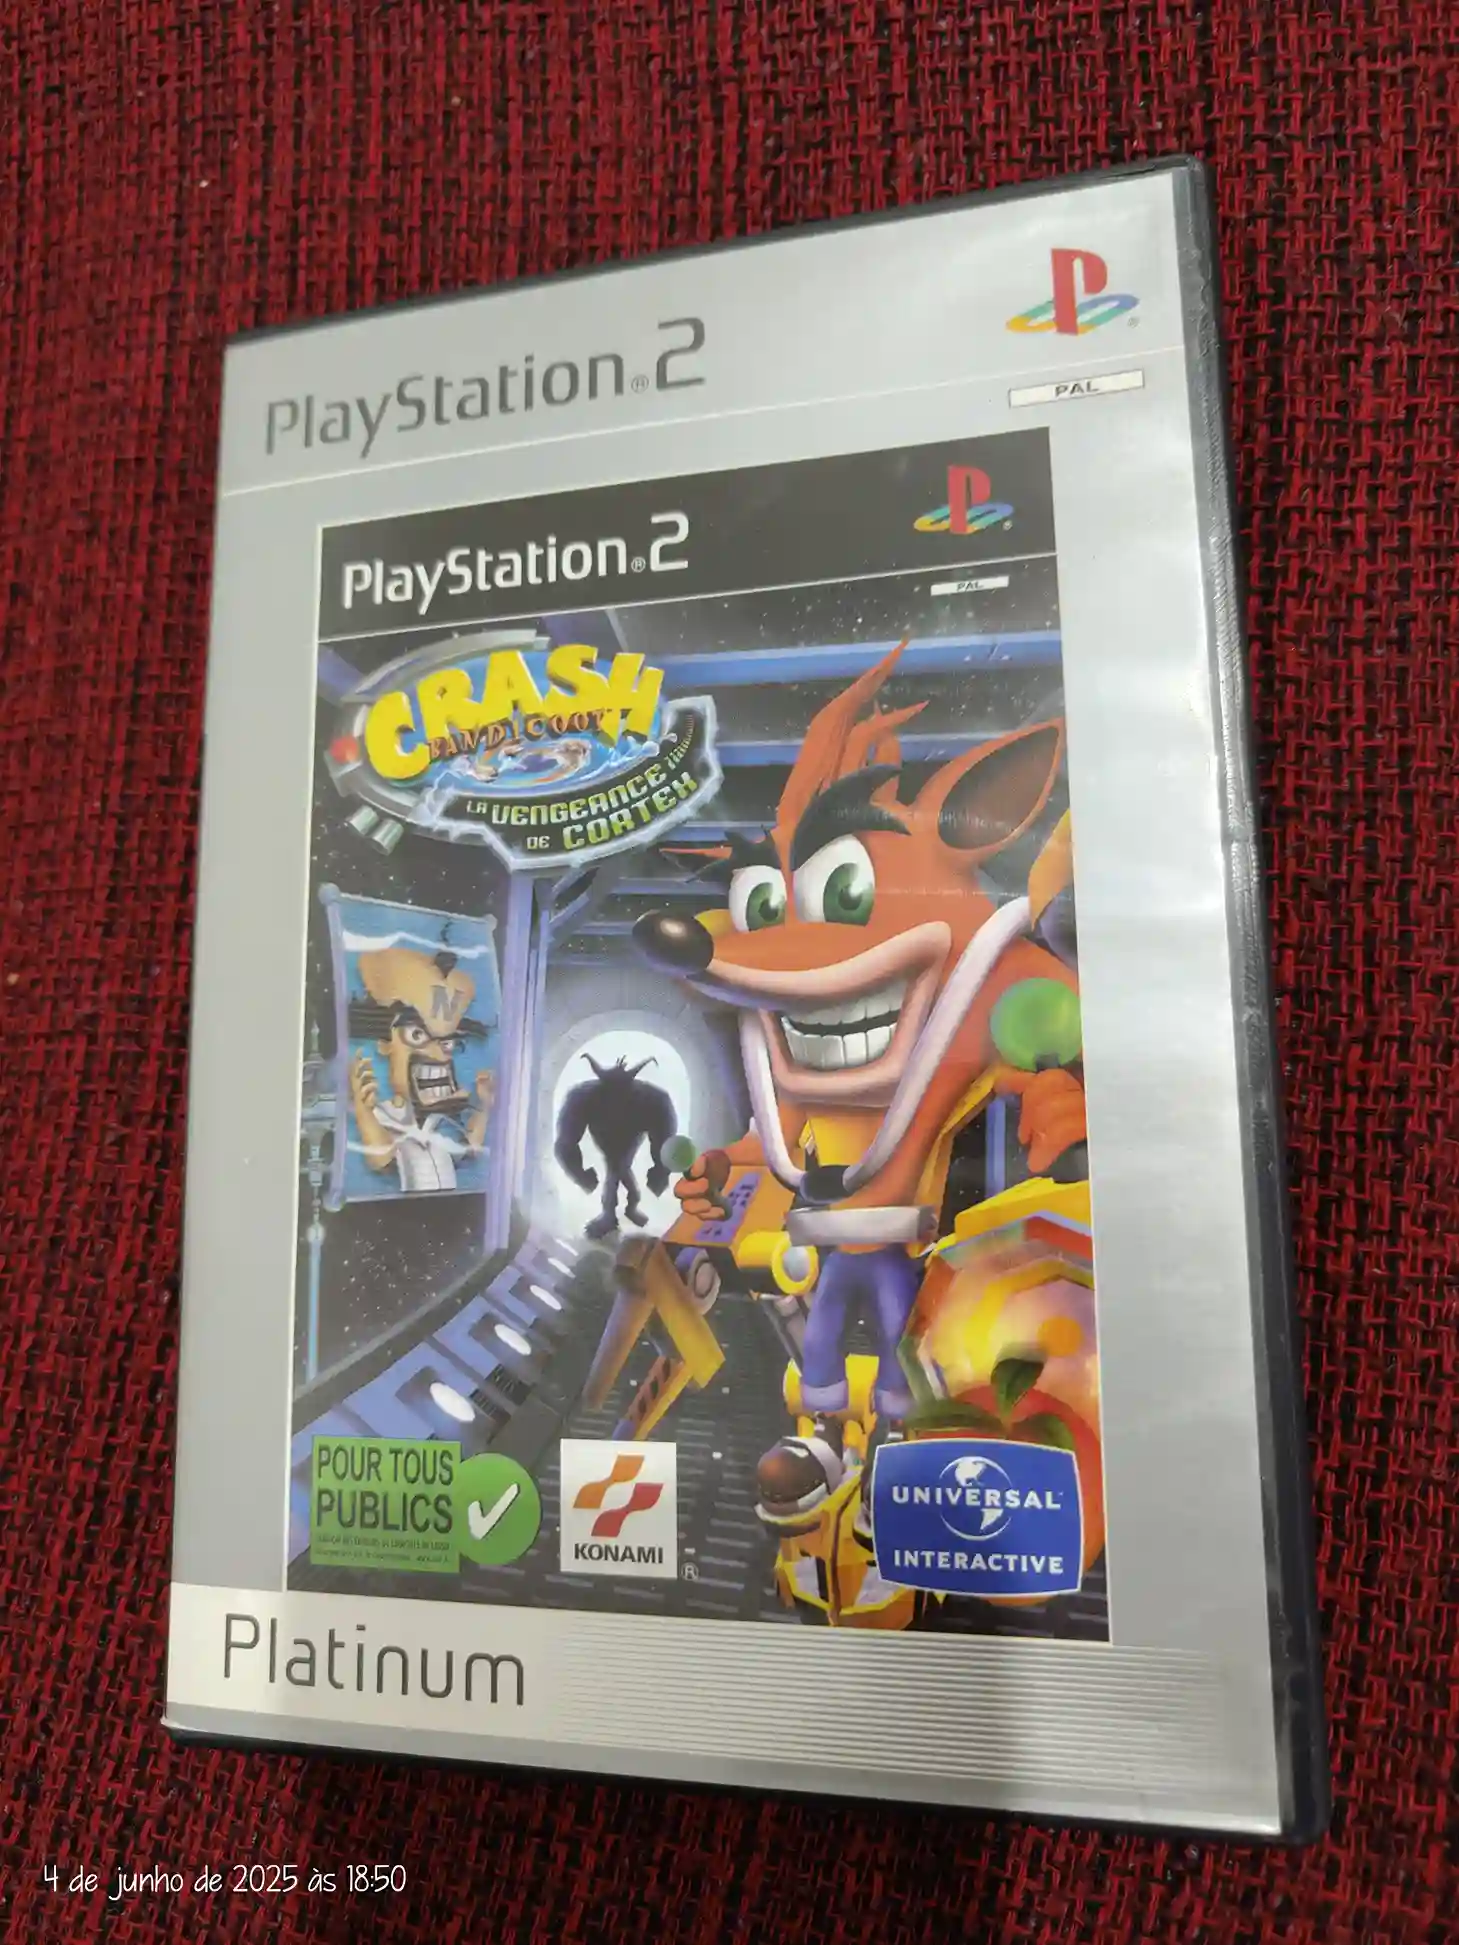 PlayStation®2
PAL
PlayStation®2
PAL
CRASH
BANDICOOT
LA VENGEANCE
DE CORTEX
N
POUR TOUS
PUBLICS
KONAMI ®
UNIVERSAL
INTERACTIVE
Platinum
4 de junho de 2025 às 18:50